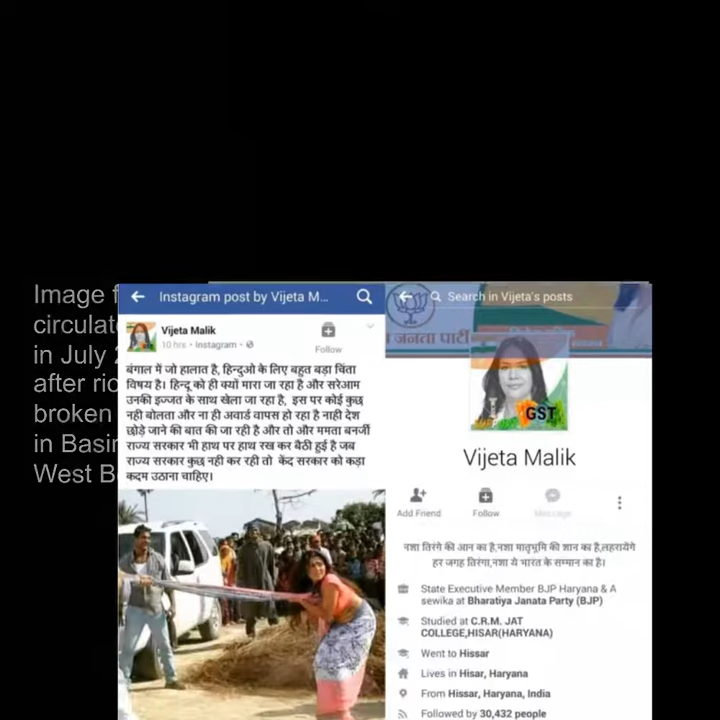 Image
circulat
in July
after rio
broken
in Basir
West B
Instagram post by Vijeta M...
Vijeta Malik
10 hrs • Instagram •
Follow
बंगाल में जो हालात है, हिन्दुओ के लिए बहुत बड़ा चिंता
विषय है। हिन्दू को ही क्यों मारा जा रहा है और सरेआम
उनकी इज्जत के साथ खेला जा रहा है, इस पर कोई कुछ
नही बोलता और ना ही अवार्ड वापस हो रहा है नाही देश
छोड़े जाने की बात की जा रही है और तो और ममता बनर्जी
राज्य सरकार भी हाथ पर हाथ रख कर बैठी हुई है जब
राज्य सरकार कुछ नही कर रही तो केंद सरकार को कड़ा
कदम उठाना चाहिए।
Search in Vijeta's posts
जनता पार्टी
GST
Vijeta Malik
Add Friend
Follow
Message
नशा तिरंगे की आन का है,नशा मातृभूमि की शान का है,लहरायेंगे
हर जगह तिरंगा,नशा ये भारत के सम्मान का है।
State Executive Member BJP Haryana & A
sewika at Bharatiya Janata Party (BJP)
Studied at C.R.M. JAT
COLLEGE,HISAR(HARYANA)
Went to Hissar
Lives in Hisar, Haryana
From Hissar, Haryana, India
Followed by 30,432 people